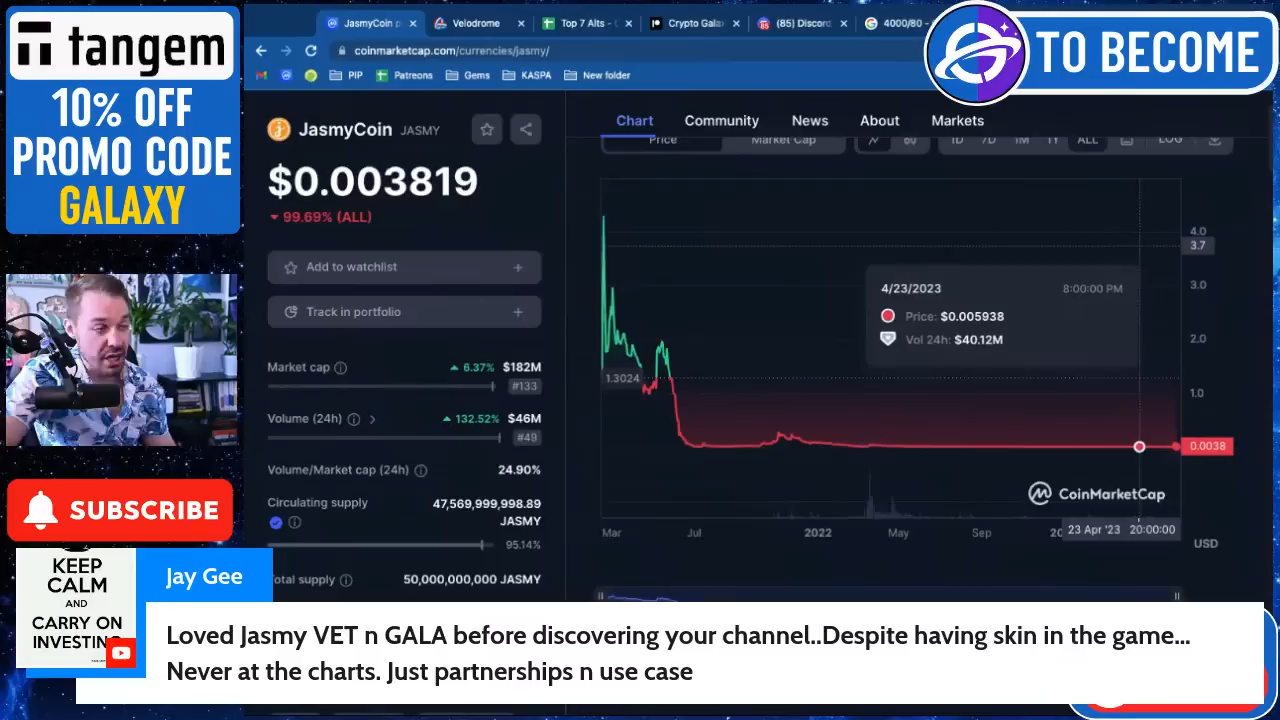 tangem
10% OFF
PROMO CODE
GALAXY
JasmyCoin p
Velodrome
Top 7 Alts -
Crypto Gala
(85) Discord
4000/80 -
TO BECOME
coinmarketcap.com/currencies/jasmy/
PIP
Patreons
Gems
KASPA
New folder
JasmyCoin JASMY
$0.003819
99.69% (ALL)
Add to watchlist
Track in portfolio
Market cap
6.37% $182M
#133
Volume (24h)
132.52% $46M
#49
Volume/Market cap (24h)
24.90%
Circulating supply
47,569,999,998.89
JASMY
95.14%
otal supply
50,000,000,000 JASMY
Chart Community News About Markets
Price Market Cap
1D 7D 1M 1Y ALL LOG
4.0
3.7
3.0
2.0
1.0
0.0038
1.3024
4/23/2023 8:00:00 PM
Price: $0.005938
Vol 24h: $40.12M
CoinMarketCap
Mar Jul 2022 May Sep
23 Apr '23 20:00:00
USD
SUBSCRIBE
KEEP
CALM
AND
CARRY ON
INVESTING
Jay Gee
Loved Jasmy VET n GALA before discovering your channel..Despite having skin in the game...
Never at the charts. Just partnerships n use case